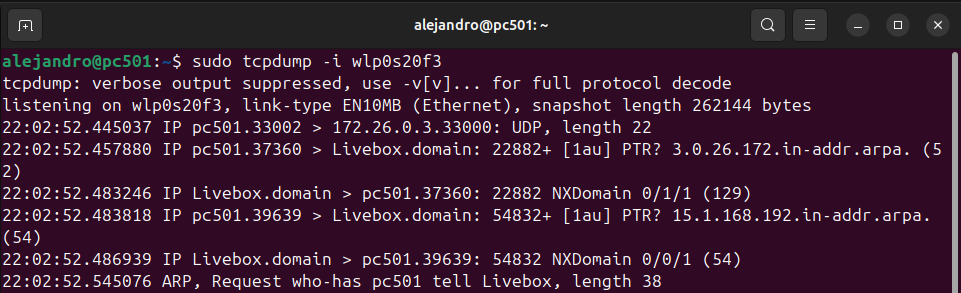 alejandro@pc501: ~
alejandro@pc501:~$ sudo tcpdump -i wlp0s20f3
tcpdump: verbose output suppressed, use -v[v]... for full protocol decode
listening on wlp0s20f3, link-type EN10MB (Ethernet), snapshot length 262144 bytes
22:02:52.445037 IP pc501.33002 > 172.26.0.3.33000: UDP, length 22
22:02:52.457880 IP pc501.37360 > Livebox.domain: 22882+ [1au] PTR? 3.0.26.172.in-addr.arpa. (5
2)
22:02:52.483246 IP Livebox.domain > pc501.37360: 22882 NXDomain 0/1/1 (129)
22:02:52.483818 IP pc501.39639 > Livebox.domain: 54832+ [1au] PTR? 15.1.168.192.in-addr.arpa.
(54)
22:02:52.486939 IP Livebox.domain > pc501.39639: 54832 NXDomain 0/0/1 (54)
22:02:52.545076 ARP, Request who-has pc501 tell Livebox, length 38